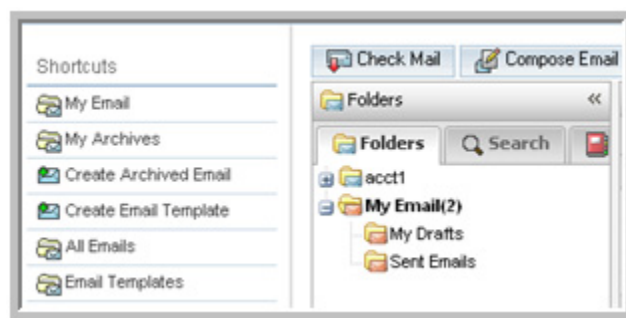 Shortcuts
My Email
My Archives
Create Archived Email
Create Email Template
All Emails
Email Templates
Check Mail
Compose Email
Folders
Folders
Search
acct1
My Email(2)
My Drafts
Sent Emails